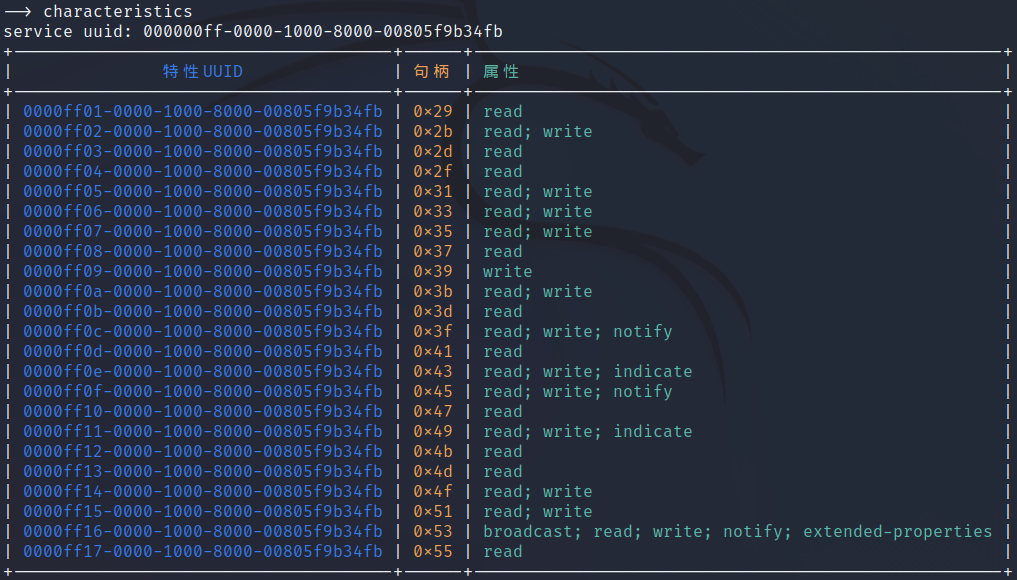 ——> characteristics
service uuid: 000000ff-0000-1000-8000-00805f9b34fb
| 特性UUID | 句柄 | 属性 |
| 0000ff01-0000-1000-8000-00805f9b34fb | 0×29 | read |
| 0000ff02-0000-1000-8000-00805f9b34fb | 0×2b | read; write |
| 0000ff03-0000-1000-8000-00805f9b34fb | 0×2d | read |
| 0000ff04-0000-1000-8000-00805f9b34fb | 0×2f | read |
| 0000ff05-0000-1000-8000-00805f9b34fb | 0×31 | read; write |
| 0000ff06-0000-1000-8000-00805f9b34fb | 0×33 | read; write |
| 0000ff07-0000-1000-8000-00805f9b34fb | 0×35 | read; write |
| 0000ff08-0000-1000-8000-00805f9b34fb | 0×37 | read |
| 0000ff09-0000-1000-8000-00805f9b34fb | 0×39 | write |
| 0000ff0a-0000-1000-8000-00805f9b34fb | 0×3b | read; write |
| 0000ff0b-0000-1000-8000-00805f9b34fb | 0×3d | read |
| 0000ff0c-0000-1000-8000-00805f9b34fb | 0×3f | read; write; notify |
| 0000ff0d-0000-1000-8000-00805f9b34fb | 0×41 | read |
| 0000ff0e-0000-1000-8000-00805f9b34fb | 0×43 | read; write; indicate |
| 0000ff0f-0000-1000-8000-00805f9b34fb | 0×45 | read; write; notify |
| 0000ff10-0000-1000-8000-00805f9b34fb | 0×47 | read |
| 0000ff11-0000-1000-8000-00805f9b34fb | 0×49 | read; write; indicate |
| 0000ff12-0000-1000-8000-00805f9b34fb | 0×4b | read |
| 0000ff13-0000-1000-8000-00805f9b34fb | 0×4d | read |
| 0000ff14-0000-1000-8000-00805f9b34fb | 0×4f | read; write |
| 0000ff15-0000-1000-8000-00805f9b34fb | 0×51 | read; write |
| 0000ff16-0000-1000-8000-00805f9b34fb | 0×53 | broadcast; read; write; notify; extended-properties |
| 0000ff17-0000-1000-8000-00805f9b34fb | 0×55 | read |